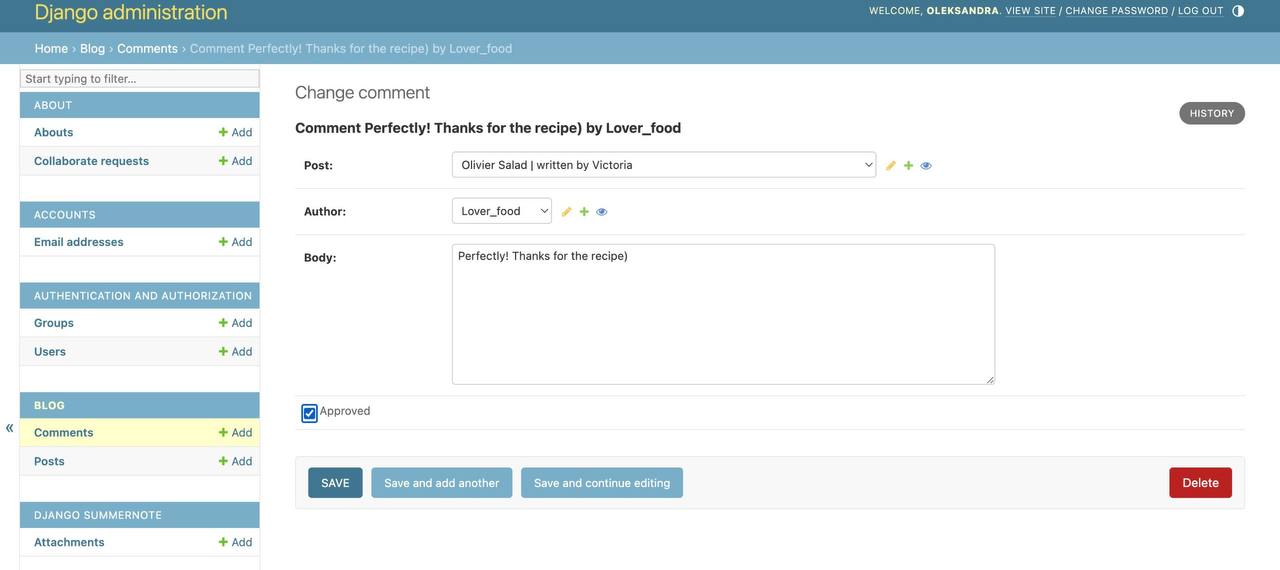 Django administration
WELCOME, OLEKSANDRA. VIEW SITE / CHANGE PASSWORD / LOG OUT
Home › Blog › Comments › Comment Perfectly! Thanks for the recipe) by Lover_food
Start typing to filter...
ABOUT
Abouts + Add
Collaborate requests + Add
ACCOUNTS
Email addresses + Add
AUTHENTICATION AND AUTHORIZATION
Groups + Add
Users + Add
BLOG
«
Comments + Add
Posts + Add
DJANGO SUMMERNOTE
Attachments + Add
Change comment
HISTORY
Comment Perfectly! Thanks for the recipe) by Lover_food
Post: Olivier Salad | written by Victoria
Author: Lover_food
Body: Perfectly! Thanks for the recipe)
Approved
SAVE Save and add another Save and continue editing Delete